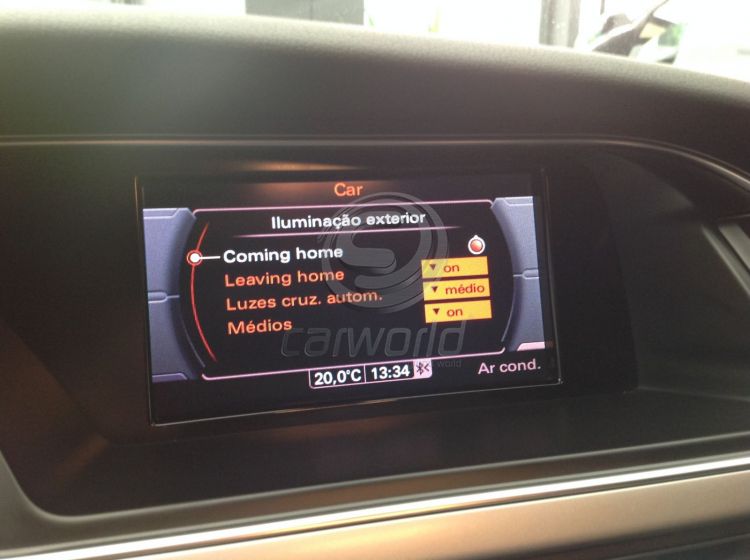 Car
Iluminação exterior
Coming home
Leaving home
▼ on
Luzes cruz. autom.
▼ médio
Médios
▼ on
carworld
world
20,0°C 13:34
Ar cond.